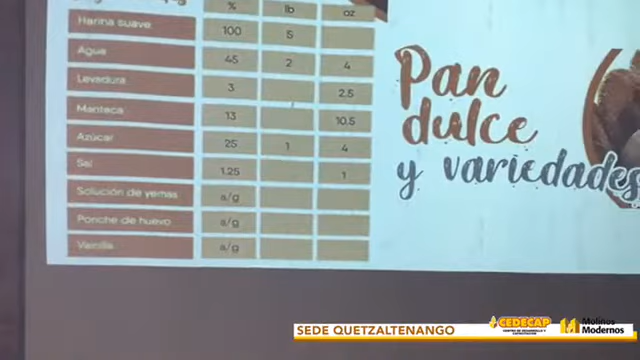 % lb oz
Harina suave 100 5
Agua 45 2 4
Levadura 3 2.5
Manteca 13 10.5
Azúcar 25 1 4
Sal 1.25 1
Solución de yemas a/g
Ponche de huevo a/g
Vainilla a/g
Pan
dulce
y variedades
SEDE QUETZALTENANGO
CEDECAP
Molinos
Modernos